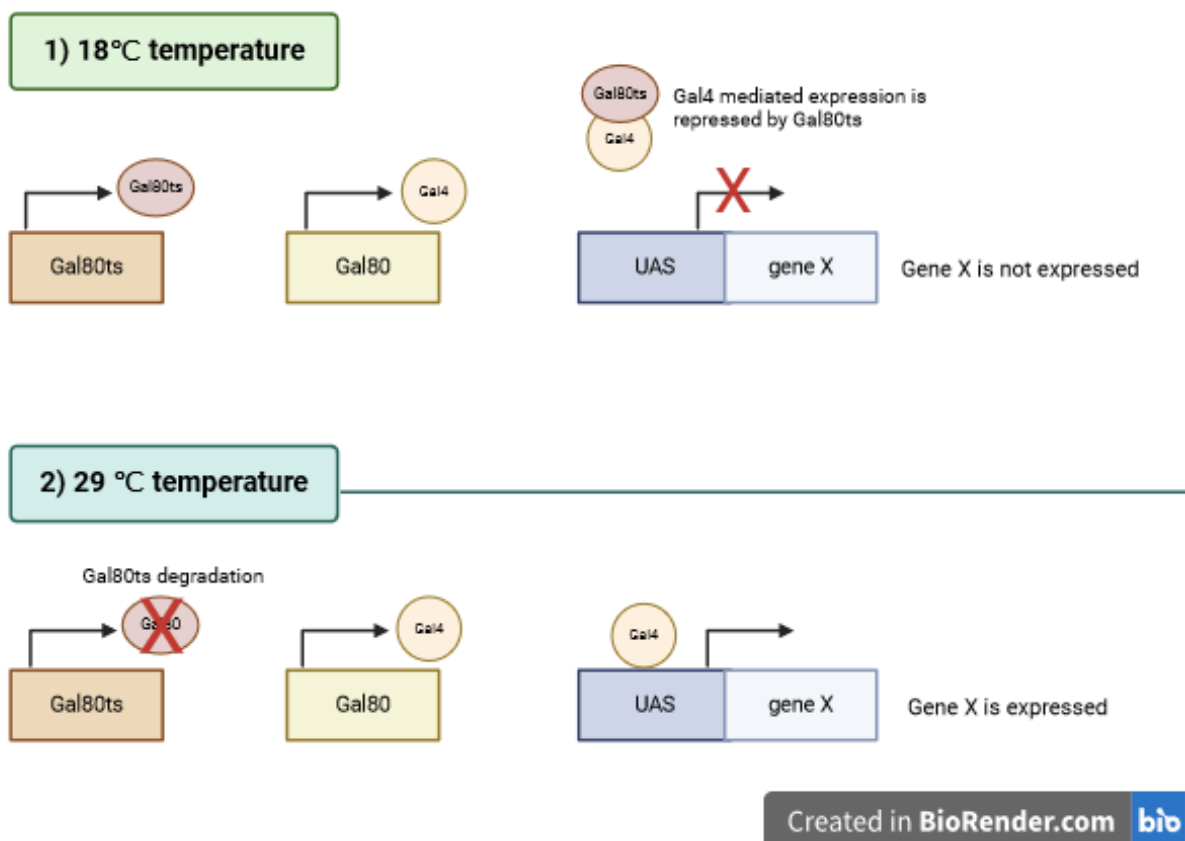 1) 18℃ temperature
Gal80ts
Gal4 mediated expression is
repressed by Gal80ts
Gal4
Gal80ts
Gal4
Gal80ts
Gal80
UAS
gene X
Gene X is not expressed
2) 29 ℃ temperature
Gal80ts degradation
Gal80
Gal4
Gal4
Gal80ts
Gal80
UAS
gene X
Gene X is expressed
Created in BioRender.com bio